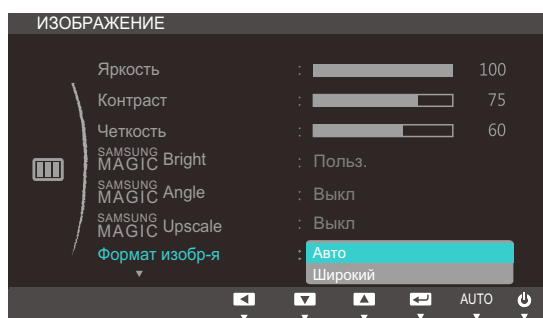 ИЗОБРАЖЕНИЕ
Яркость : 100
Контраст : 75
Четкость : 60
SAMSUNG MAGIC Bright : Польз.
SAMSUNG MAGIC Angle : Выкл
SAMSUNG MAGIC Upscale : Выкл
Формат изобр-я : Авто
Широкий
AUTO